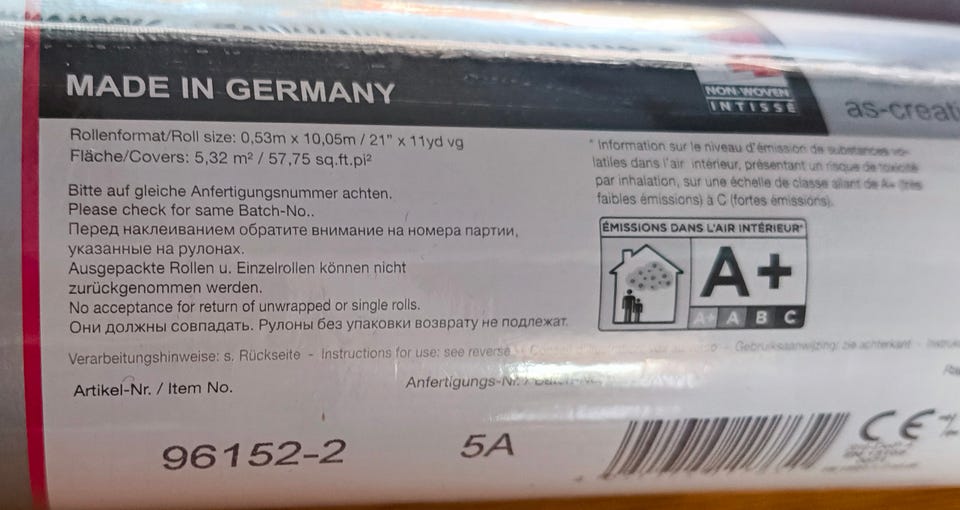 MADE IN GERMANY
NON-WOVEN
INTISSÉ
as-creati
Rollenformat/Roll size: 0,53m x 10,05m / 21" x 11yd vg
Fläche/Covers: 5,32 m² / 57,75 sq.ft.pi²
Bitte auf gleiche Anfertigungsnummer achten.
Please check for same Batch-No..
Перед наклеиванием обратите внимание на номера партии,
указанные на рулонах.
Ausgepackte Rollen u. Einzelrollen können nicht
zurückgenommen werden.
No acceptance for return of unwrapped or single rolls.
Они должны совпадать. Рулоны без упаковки возврату не подлежат.
* Information sur le niveau d'émission de substances vo-
latiles dans l'air intérieur, présentant un risque de toxicité
par inhalation, sur une échelle de classe allant de A+ (très
faibles émissions) à C (fortes émissions).
ÉMISSIONS DANS L'AIR INTÉRIEUR*
A+
A+ A B C
Verarbeitungshinweise: s. Rückseite - Instructions for use: see reverse - Gebruiksaanwijzing: zie achterkant -
Artikel-Nr. / Item No.
Anfertigungs-Nr. / Batch-No.
96152-2
5A
CE